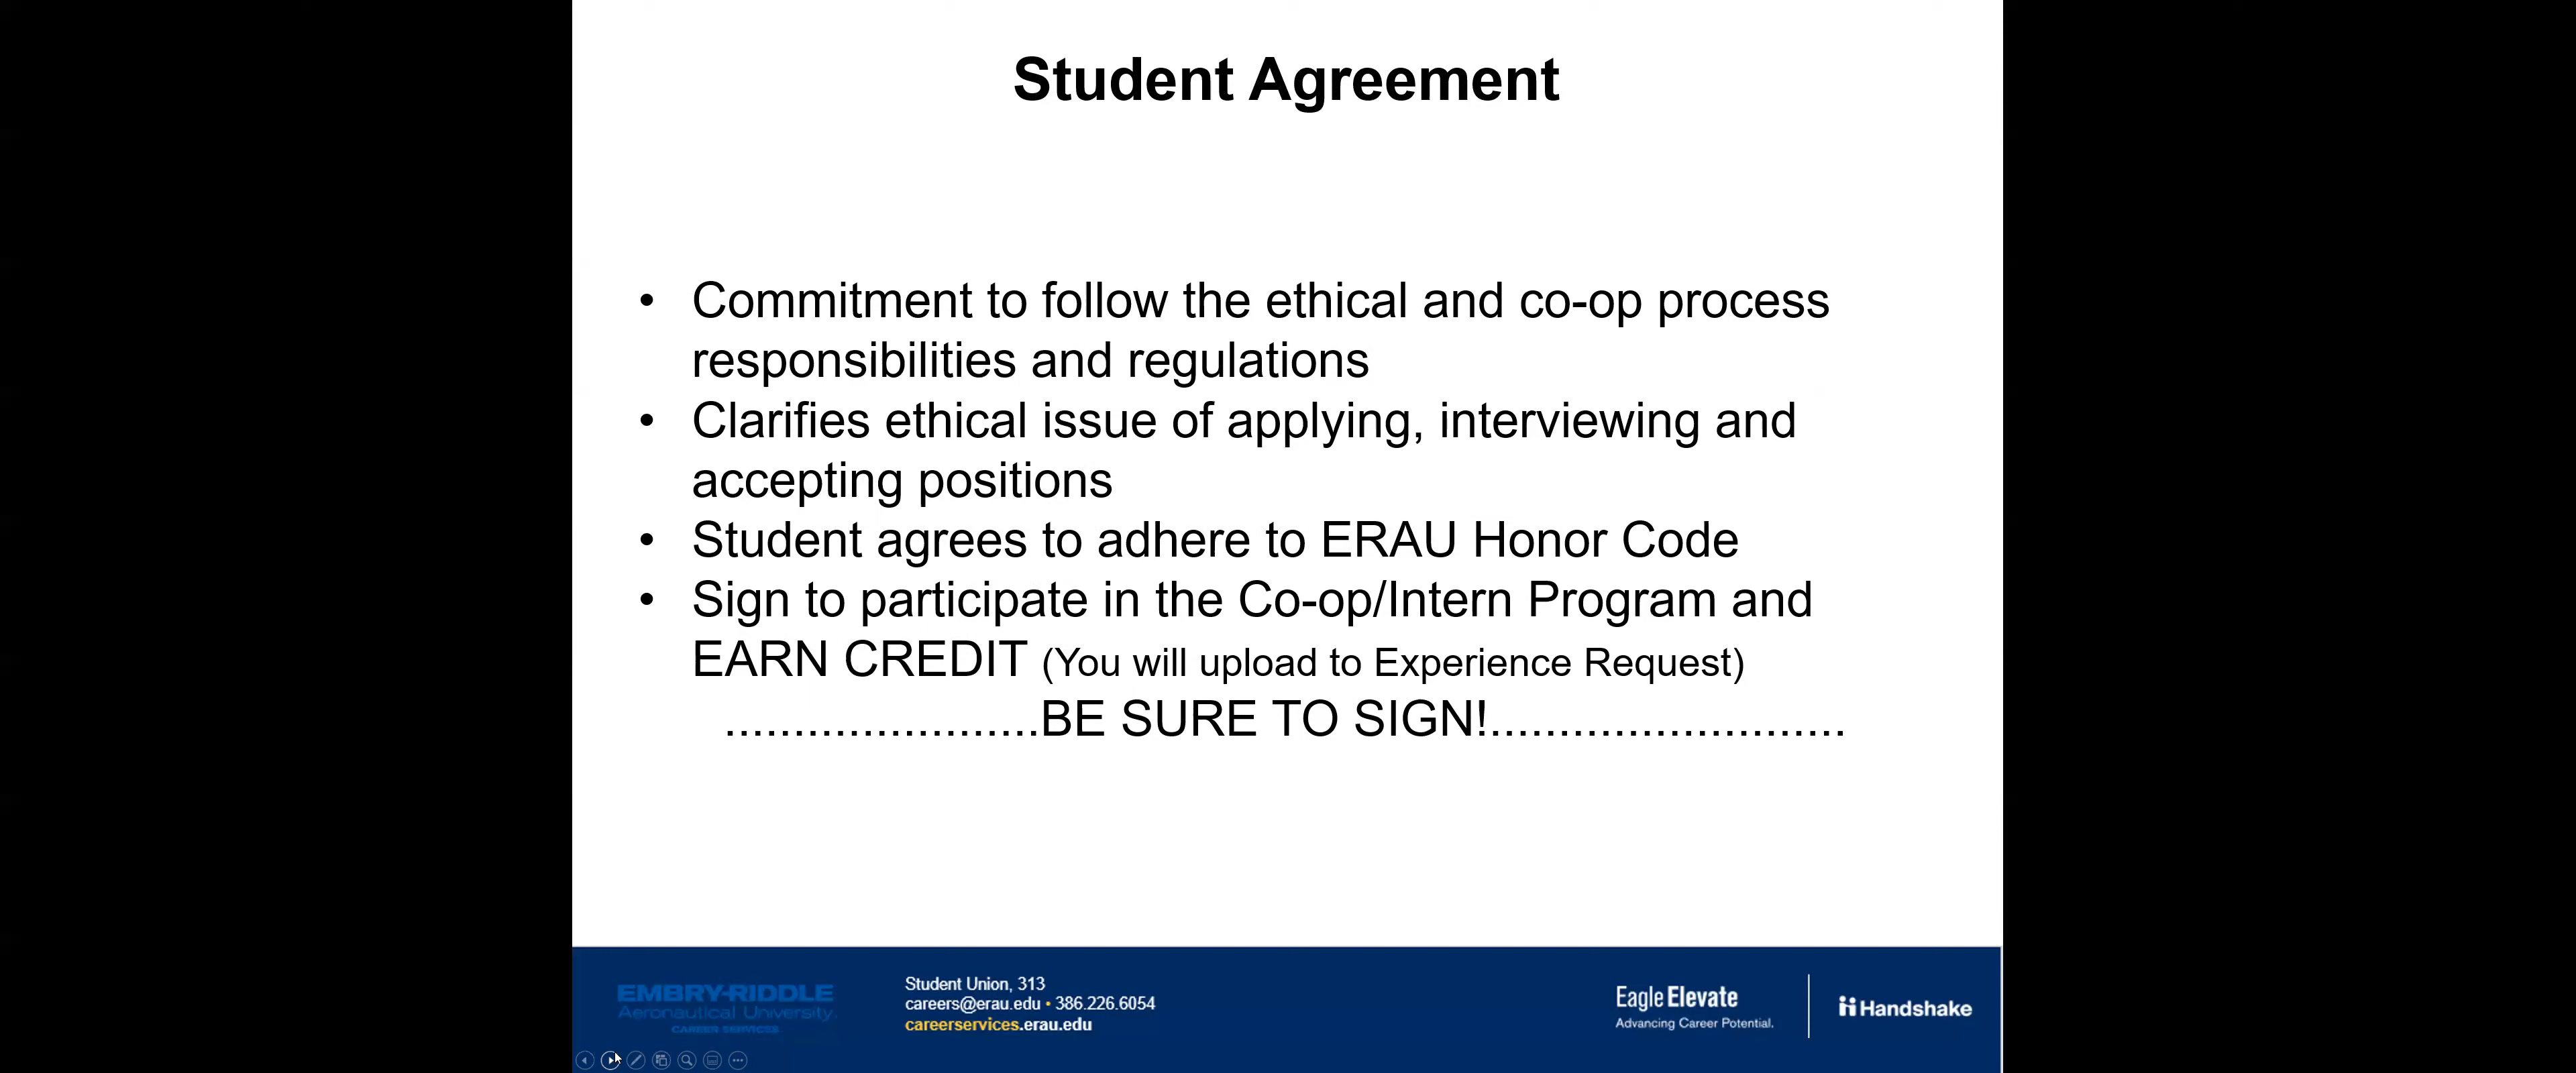 Student Agreement
• Commitment to follow the ethical and co-op process
responsibilities and regulations
• Clarifies ethical issue of applying, interviewing and
accepting positions
• Student agrees to adhere to ERAU Honor Code
• Sign to participate in the Co-op/Intern Program and
EARN CREDIT (You will upload to Experience Request)
.......................BE SURE TO SIGN!..........................
EMBRY-RIDDLE
Aeronautical University.
CAREER SERVICES
Student Union, 313
careers@erau.edu • 386.226.6054
careerservices.erau.edu
Eagle Elevate
Advancing Career Potential.
Handshake